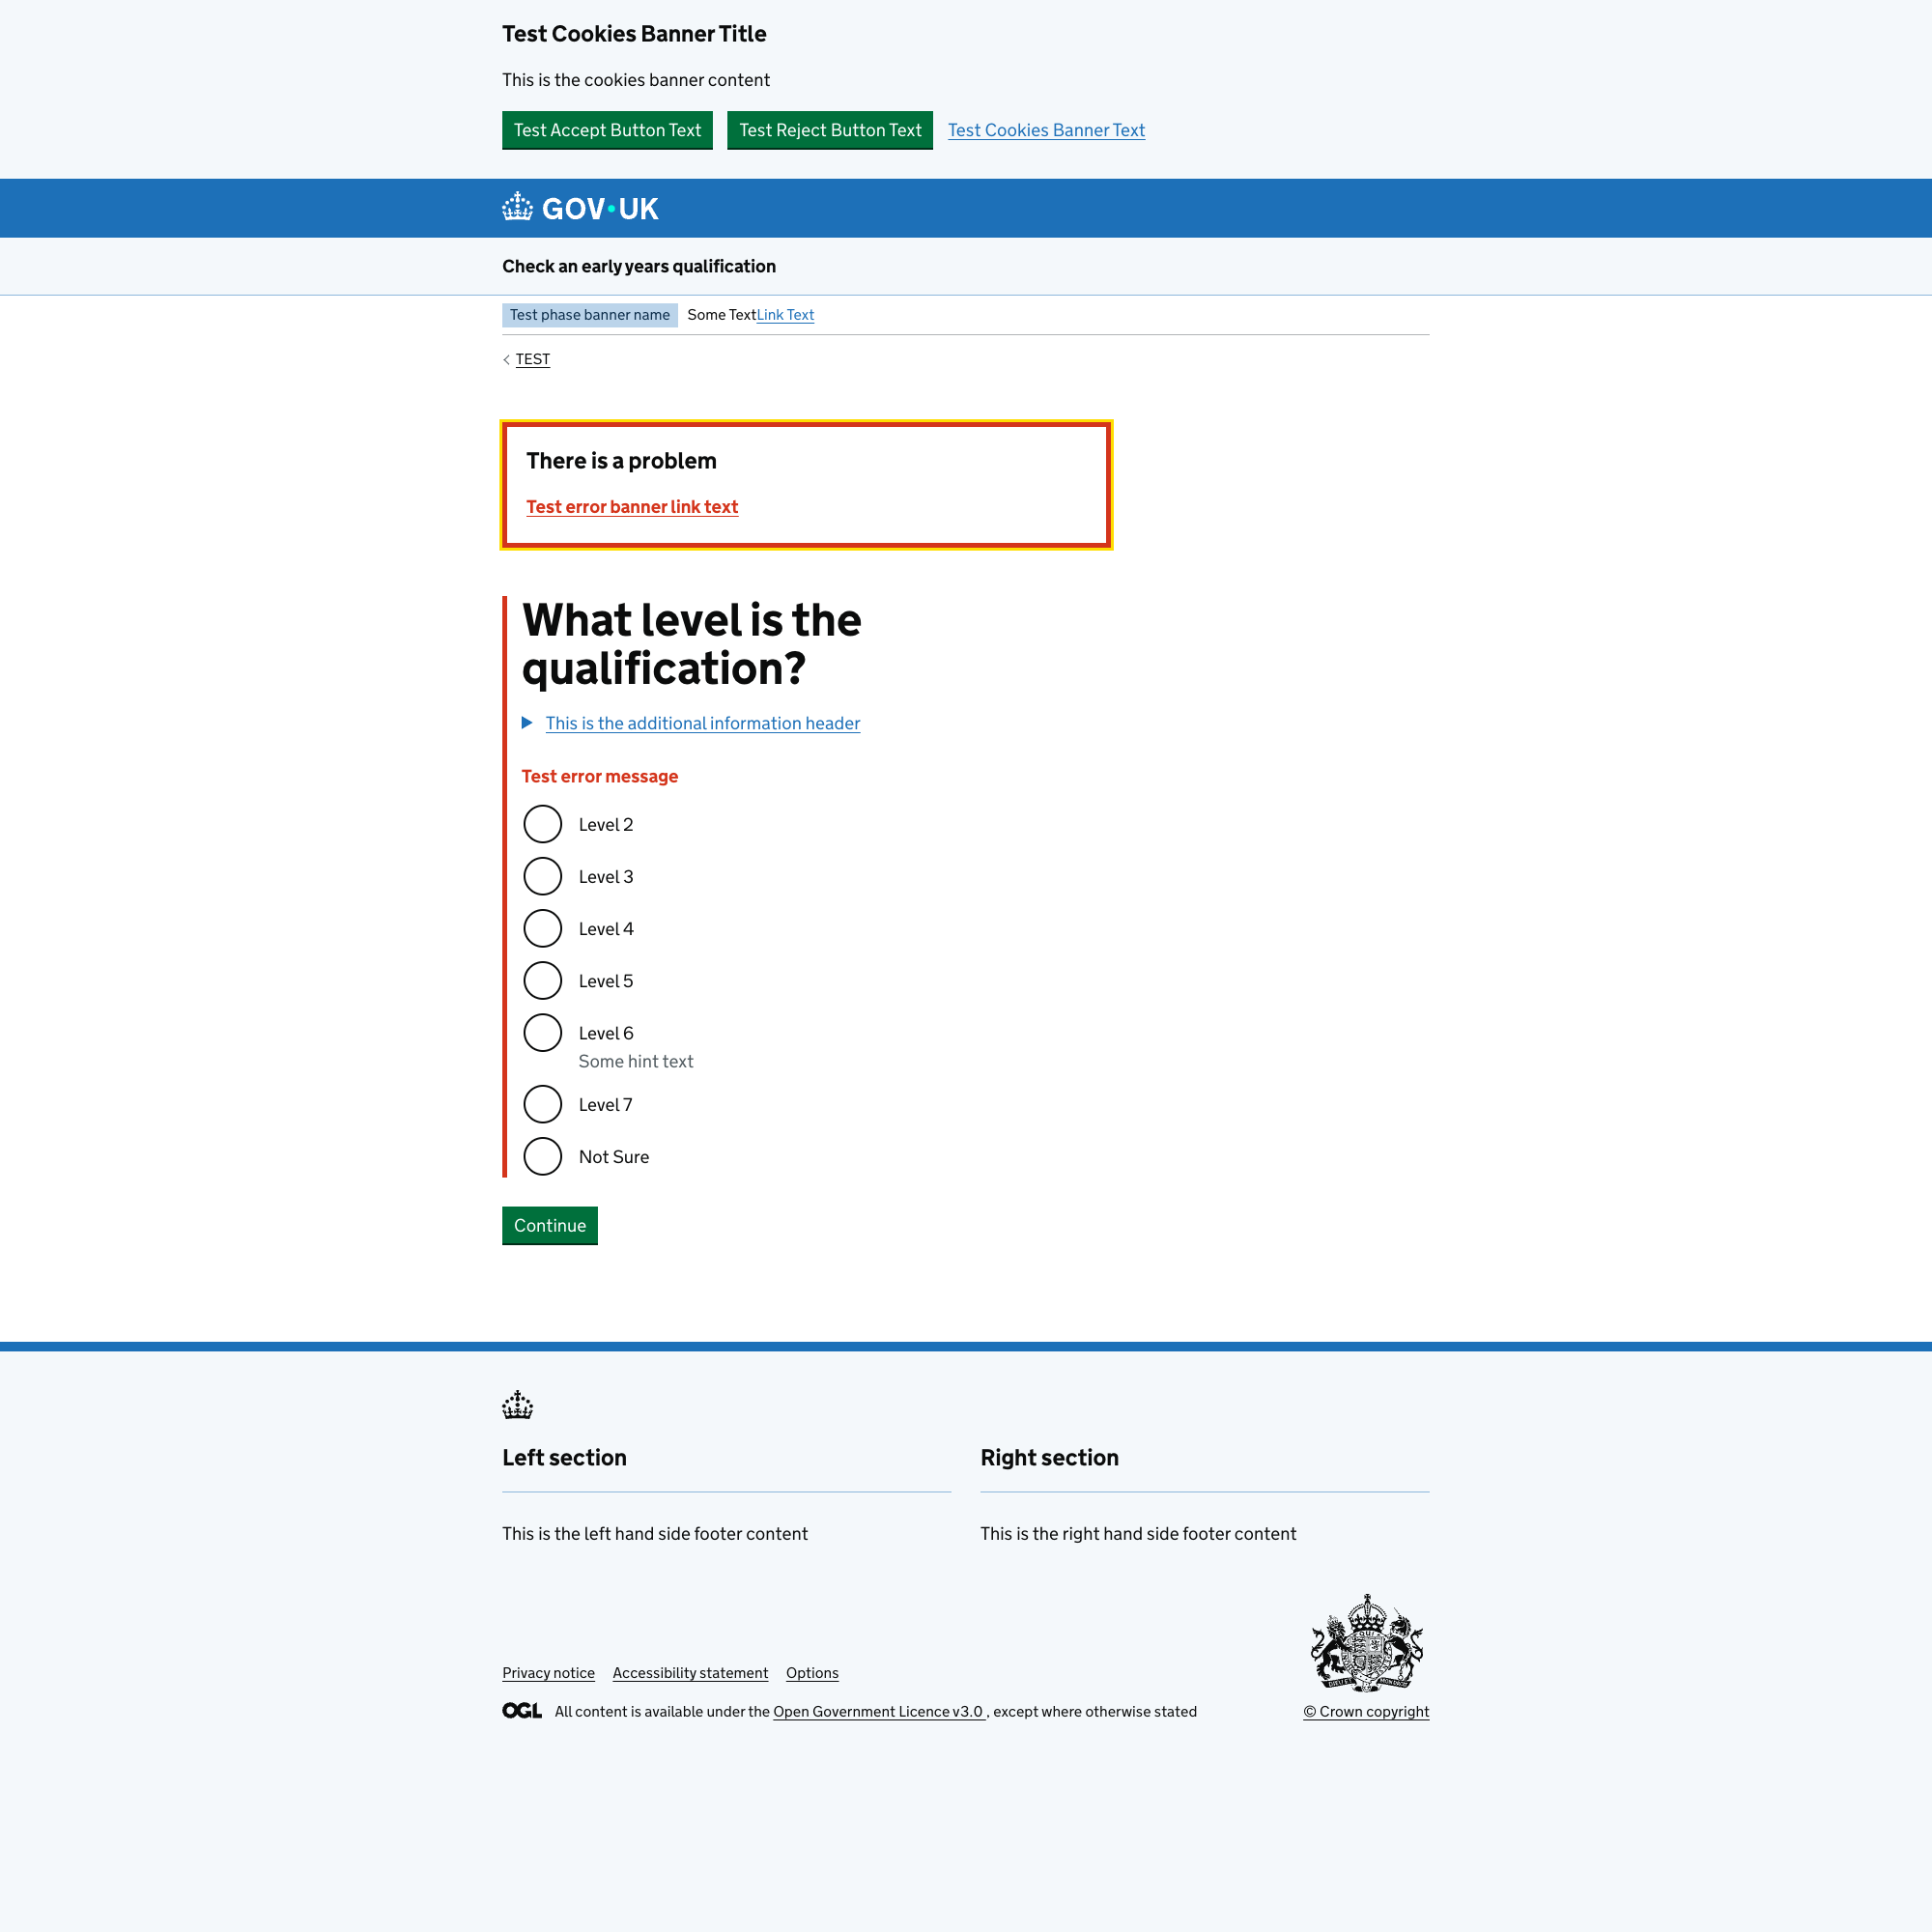 Test Cookies Banner Title
This is the cookies banner content
Test Accept Button Text Test Reject Button Text Test Cookies Banner Text
GOV·UK
Check an early years qualification
Test phase banner name Some TextLink Text
TEST
There is a problem
Test error banner link text
What level is the
qualification?
This is the additional information header
Test error message
Level 2
Level 3
Level 4
Level 5
Level 6
Some hint text
Level 7
Not Sure
Continue
Left section Right section
This is the left hand side footer content This is the right hand side footer content
Privacy notice Accessibility statement Options
OGL All content is available under the Open Government Licence v3.0 , except where otherwise stated © Crown copyright